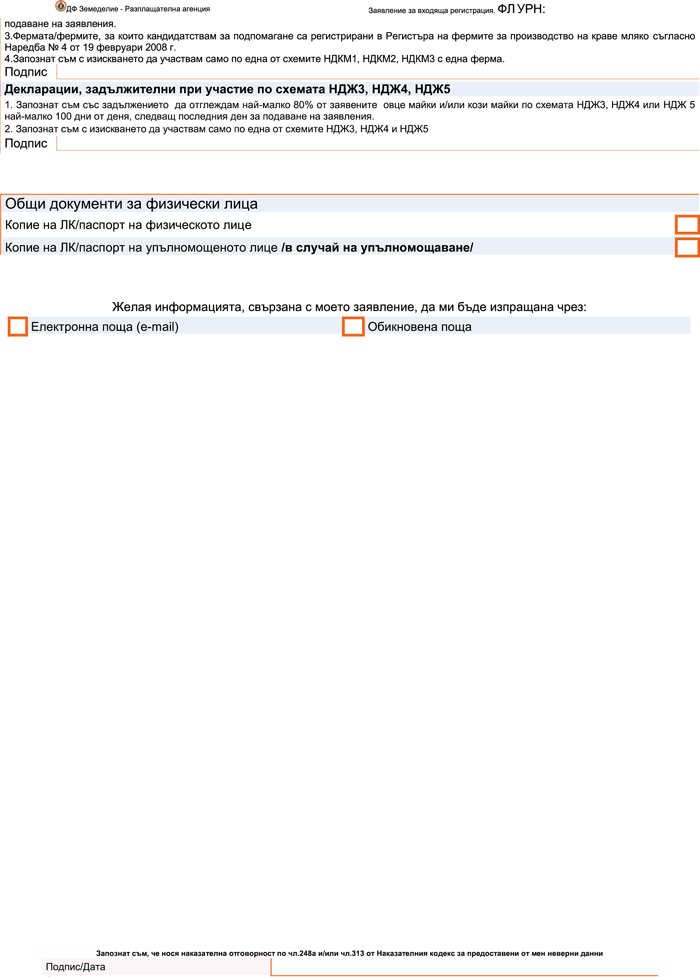 ДФ Земеделие - Разплащателна агенция
Заявление за входяща регистрация. ФЛ УРН:
подаване на заявления.
3.Фермата/фермите, за които кандидатствам за подпомагане са регистрирани в Регистъра на фермите за производство на краве мляко съгласно
Наредба № 4 от 19 февруари 2008 г.
4.Запознат съм с изискването да участвам само по една от схемите НДКМ1, НДКМ2, НДКМ3 с една ферма.
Подпис
Декларации, задължителни при участие по схемата НДЖ3, НДЖ4, НДЖ5
1. Запознат съм със задължението да отглеждам най-малко 80% от заявените овце майки и/или кози майки по схемата НДЖ3, НДЖ4 или НДЖ 5
най-малко 100 дни от деня, следващ последния ден за подаване на заявления.
2. Запознат съм с изискването да участвам само по една от схемите НДЖ3, НДЖ4 и НДЖ5
Подпис
Общи документи за физически лица
Копие на ЛК/паспорт на физическото лице
Копие на ЛК/паспорт на упълномощеното лице /в случай на упълномощаване/
Желая информацията, свързана с моето заявление, да ми бъде изпращана чрез:
Електронна поща (e-mail)
Обикновена поща
Запознат съм, че нося наказателна отговорност по чл.248а и/или чл.313 от Наказателния кодекс за предоставени от мен неверни данни
Подпис/Дата